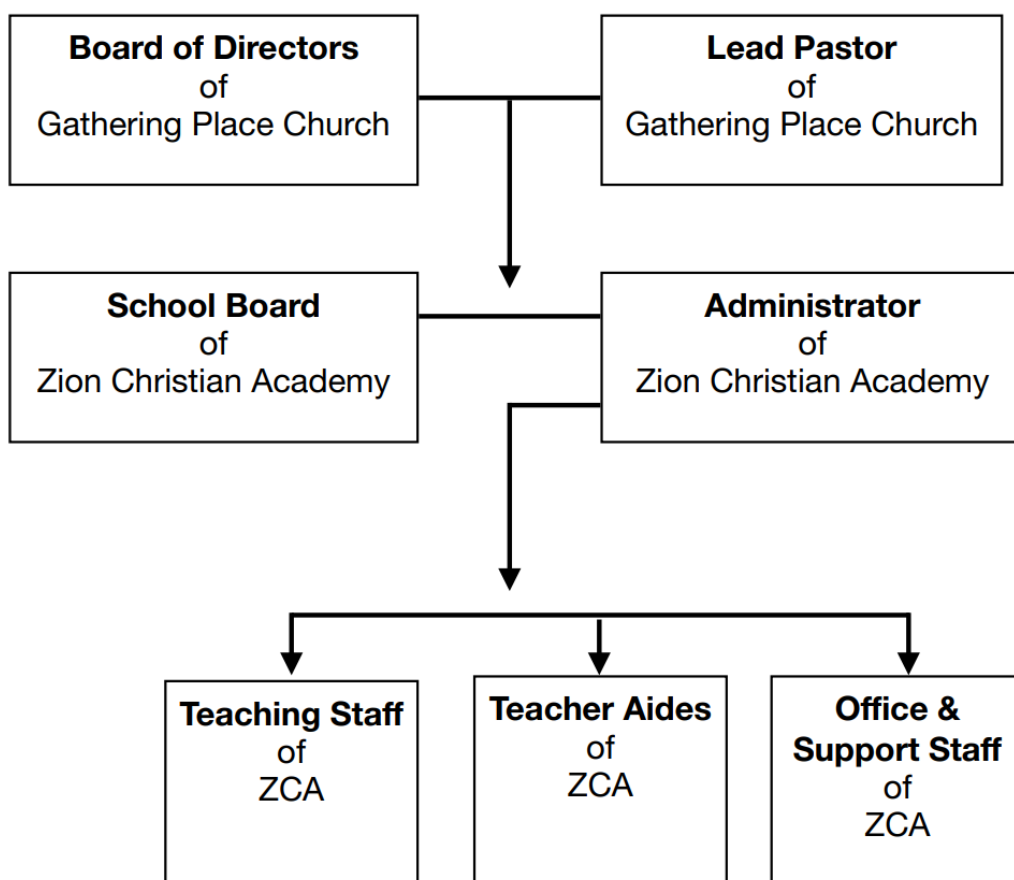 Board of Directors
of
Gathering Place Church
Lead Pastor
of
Gathering Place Church
School Board
of
Zion Christian Academy
Administrator
of
Zion Christian Academy
Teaching Staff
of
ZCA
Teacher Aides
of
ZCA
Office &
Support Staff
of
ZCA